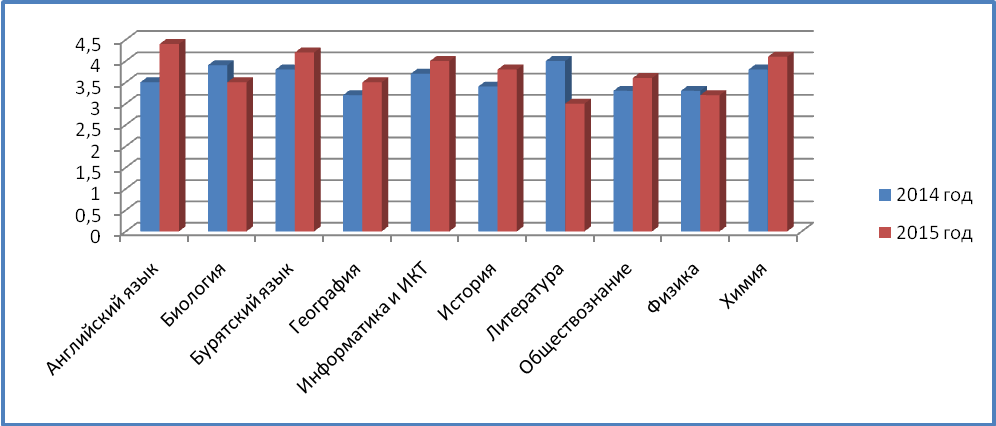 4,5
4
3,5
3
2,5
2
1,5
1
0,5
0
Английский язык
Биология
Бурятский язык
География
Информатика и ИКТ
История
Литература
Обществознание
Физика
Химия
2014 год
2015 год